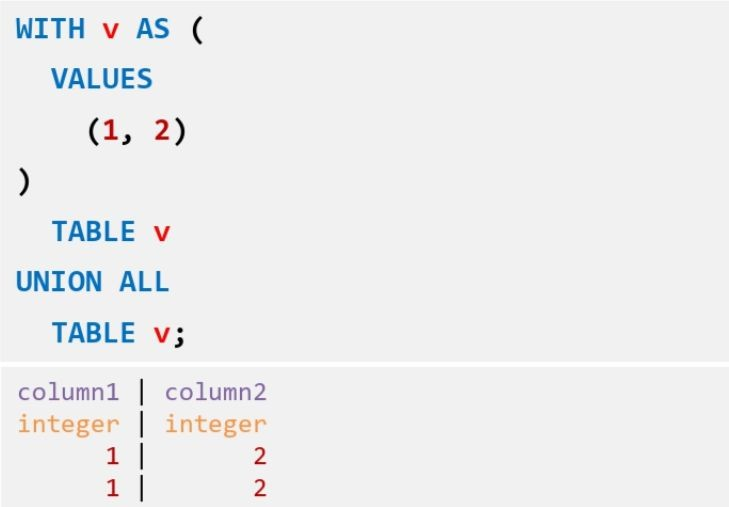 WITH v AS (
VALUES
(1, 2)
)
TABLE v
UNION ALL
TABLE v;
column1 | column2
integer | integer
1 | 2
1 | 2